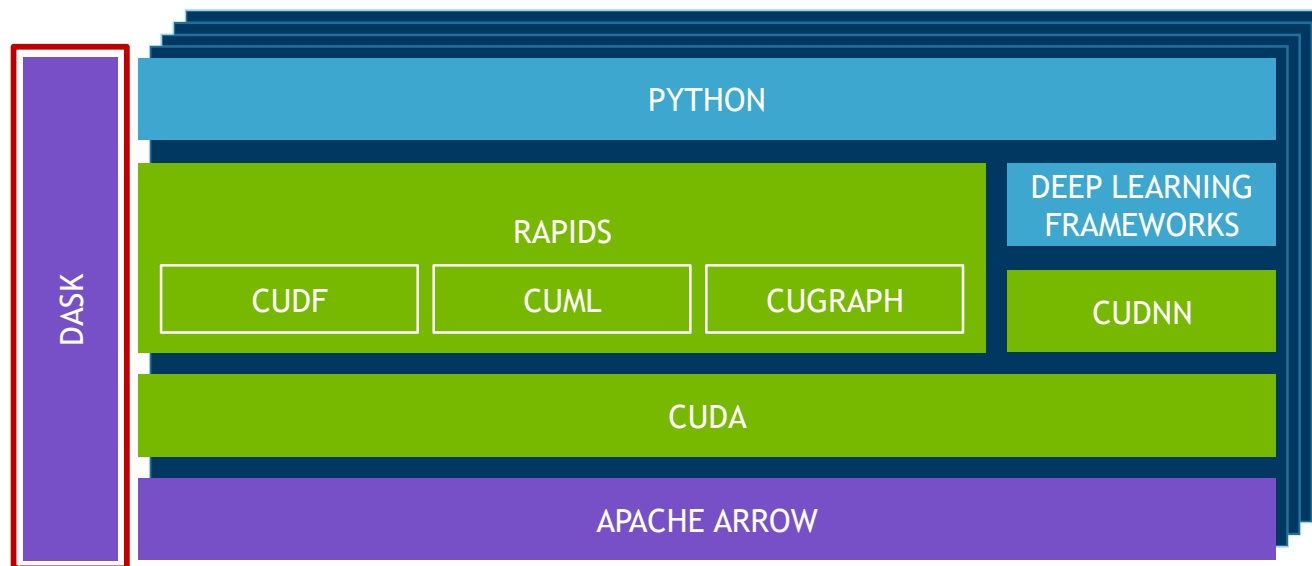 DASK
PYTHON
RAPIDS
CUDF
CUML
CUGRAPH
DEEP LEARNING
FRAMEWORKS
CUDNN
CUDA
APACHE ARROW